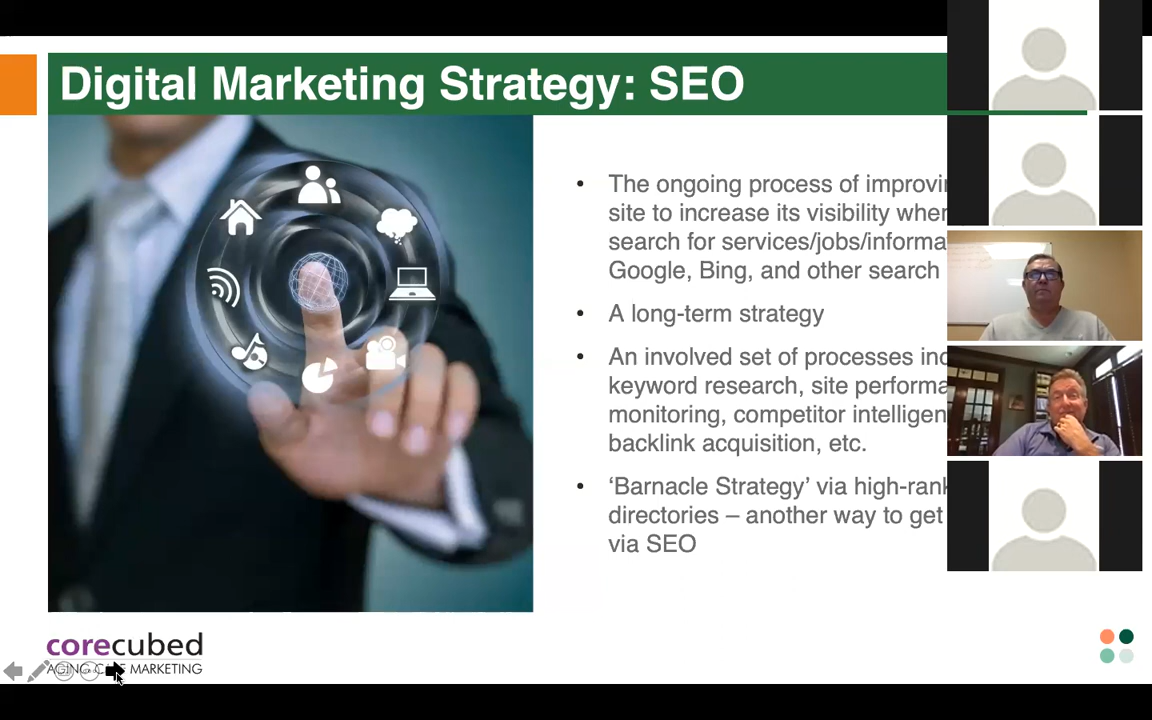 Digital Marketing Strategy: SEO
• The ongoing process of improvi
site to increase its visibility when
search for services/jobs/informa
Google, Bing, and other search
• A long-term strategy
• An involved set of processes inc
keyword research, site performa
monitoring, competitor intelligen
backlink acquisition, etc.
• ‘Barnacle Strategy’ via high-rank
directories – another way to get
via SEO
corecubed
AGING CARE MARKETING